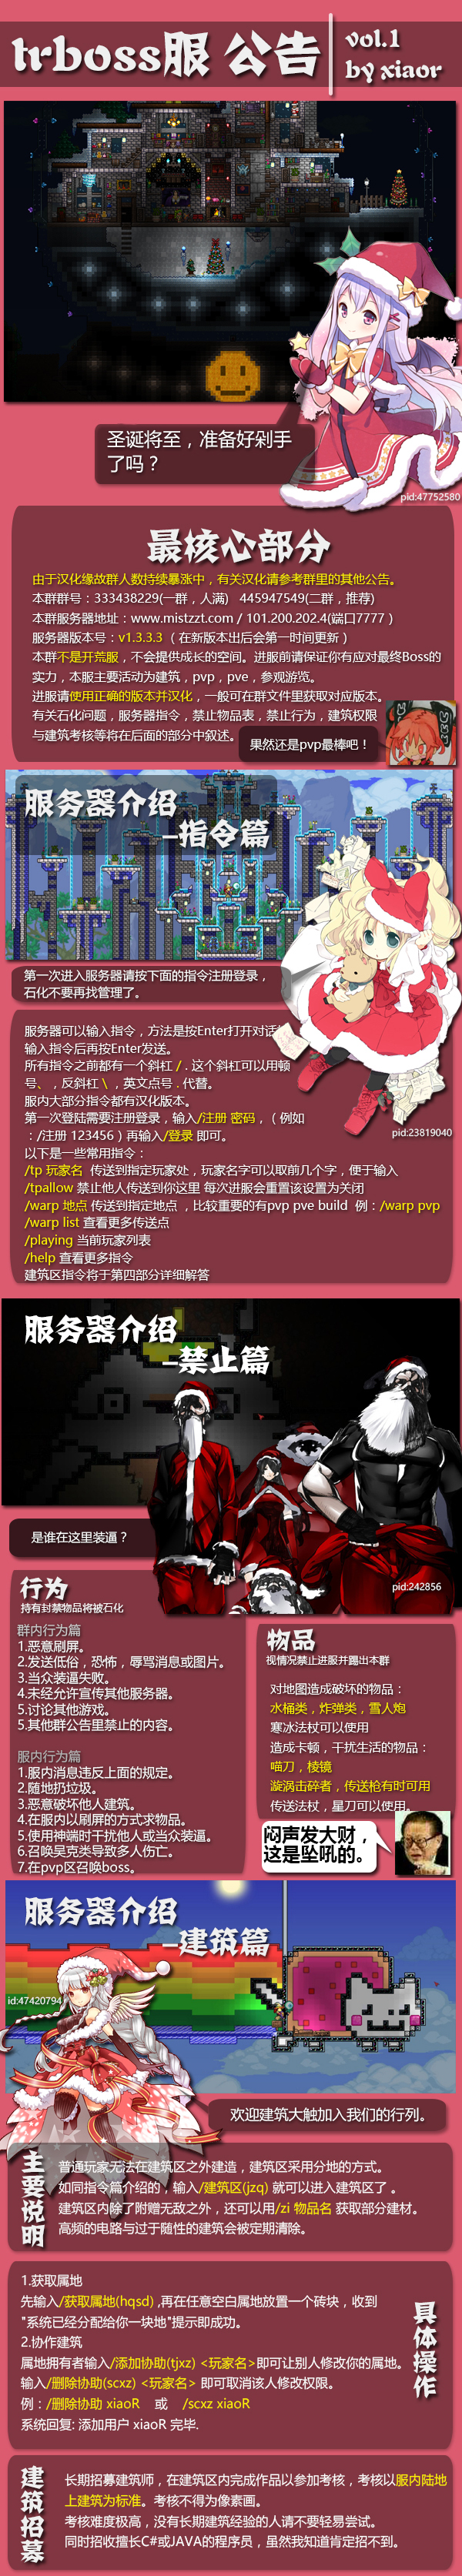 trboss服 公告
vol.1
by xiaor
圣诞将至，准备好剁手
了吗？
pid:47752580
最核心部分
由于汉化缘故群人数持续暴涨中，有关汉化请参考群里的其他公告。
本群群号：333438229(一群，人满)　445947549(二群，推荐)
本群服务器地址：www.mistzzt.com / 101.200.202.4(端口7777 )
服务器版本号：v1.3.3.3（在新版本出后会第一时间更新 )
本群不是开荒服，不会提供成长的空间。进服前请保证你有应对最终Boss的
实力，本服主要活动为建筑，pvp，pve，参观游览。
进服请使用正确的版本并汉化，一般可在群文件里获取对应版本。
有关石化问题，服务器指令，禁止物品表，禁止行为，建筑权限
与建筑考核等将在后面的部分中叙述。
果然还是pvp最棒吧！
服务器介绍
-指令篇
第一次进入服务器请按下面的指令注册登录，
石化不要再找管理了。
服务器可以输入指令，方法是按Enter打开对话
输入指令后再按Enter发送。
所有指令之前都有一个斜杠 / . 这个斜杠可以用顿
号、，反斜杠 \ ，英文点号 . 代替。
服内大部分指令都有汉化版本。
第一次登陆需要注册登录，输入/注册 密码，（例如
：/注册 123456 ) 再输入/登录 即可。
以下是一些常用指令：
/tp 玩家名 传送到指定玩家处，玩家名字可以取前几个字，便于输入
/tpallow 禁止他人传送到你这里 每次进服会重置该设置为关闭
/warp 地点 传送到指定地点 ，比较重要的有pvp pve build 例：/warp pvp
/warp list 查看更多传送点
/playing 当前玩家列表
/help 查看更多指令
建筑区指令将于第四部分详细解答
pid:23819040
服务器介绍
-禁止篇
是谁在这里装逼？
pid:242856
行为
持有封禁物品将被石化
群内行为篇
1.恶意刷屏。
2.发送低俗，恐怖，辱骂消息或图片。
3.当众装逼失败。
4.未经允许宣传其他服务器。
5.讨论其他游戏。
5.其他群公告里禁止的内容。
服内行为篇
1.服内消息违反上面的规定。
2.随地扔垃圾。
3.恶意破坏他人建筑。
4.在服内以刷屏的方式求物品。
5.使用神端时干扰他人或当众装逼。
6.召唤吴克类导致多人伤亡。
7.在pvp区召唤boss。
物品
视情况禁止进服并踢出本群
对地图造成破坏的物品：
水桶类，炸弹类，雪人炮
寒冰法杖可以使用
造成卡顿，干扰生活的物品：
喵刀，棱镜
漩涡击碎者，传送枪有时可用
传送法杖，星刀可以使用。
闷声发大财，
这是坠吼的。
服务器介绍
-建筑篇
id:47420794
欢迎建筑大触加入我们的行列。
主要说明
普通玩家无法在建筑区之外建造，建筑区采用分地的方式。
如同指令篇介绍的，输入/建筑区(jzq) 就可以进入建筑区了 。
建筑区内除了附赠无敌之外，还可以用/zi 物品名 获取部分建材。
高频的电路与过于随性的建筑会被定期清除。
具体操作
1.获取属地
先输入/获取属地(hqsd) ,再在任意空白属地放置一个砖块，收到
"系统已经分配给你一块地"提示即成功。
2.协作建筑
属地拥有者输入/添加协助(tjxz) <玩家名>即可让别人修改你的属地。
输入/删除协助(scxz) <玩家名> 即可取消该人修改权限。
例：/删除协助 xiaoR　或　/scxz xiaoR
系统回复: 添加用户 xiaoR 完毕.
建筑招募
长期招募建筑师，在建筑区内完成作品以参加考核，考核以服内陆地
上建筑为标准。考核不得为像素画。
考核难度极高，没有长期建筑经验的人请不要轻易尝试。
同时招收擅长C#或JAVA的程序员，虽然我知道肯定招不到。